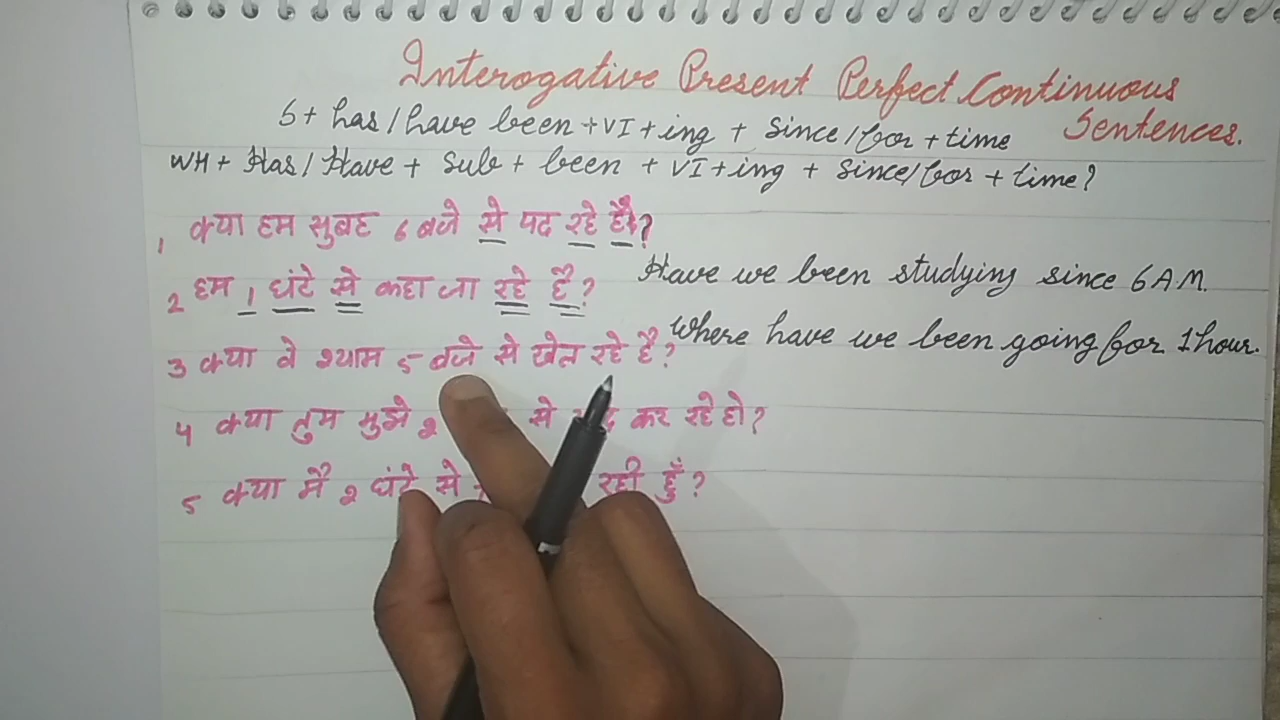 Interogative Present Perfect Continuous
Sentences.
S + has/have been + VI + ing + Since/for + time
WH + Has/Have + Sub + been + VI + ing + Since/for + time?
1 क्या हम सुबह 6 बजे से पढ रहे हैं?
Have we been studying since 6 AM.
2 हम 1 घंटे से कहा जा रहे है?
Where have we been going for 1 hour.
3 क्या वे श्याम 5 बजे से खेल रहे है?
4 क्या तुम मुझे 2 से कर रहे हो?
5 क्या मै 2 घंटे से रही हुँ?